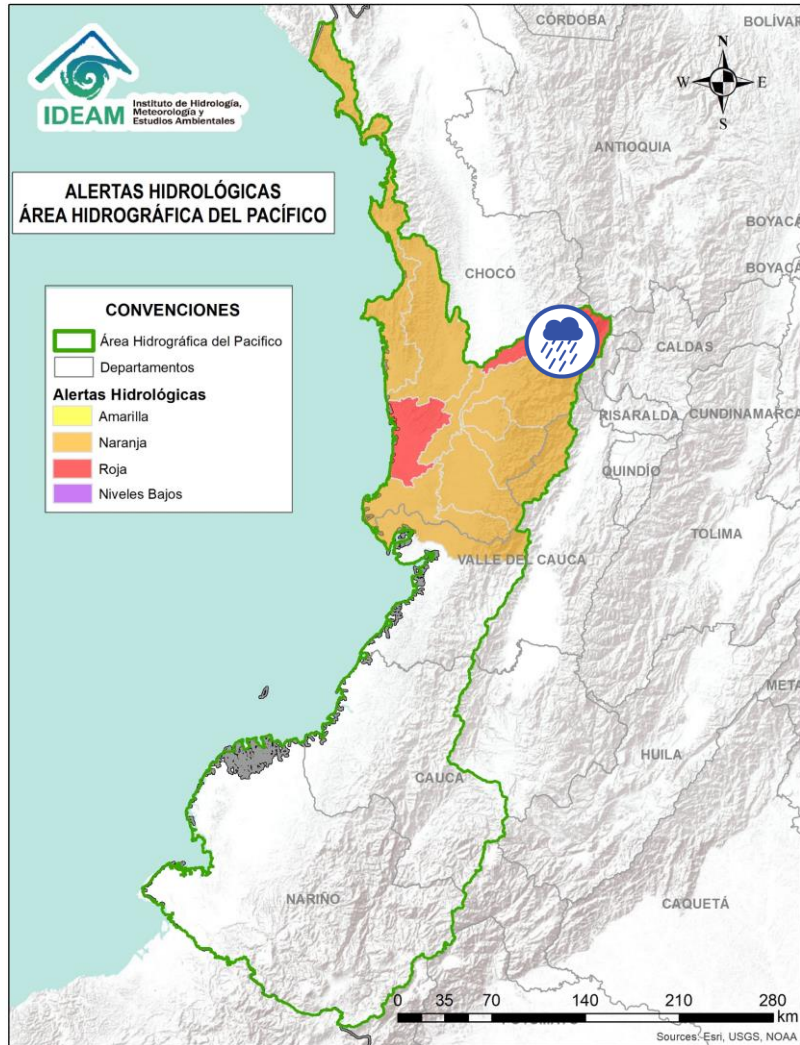 CÓRDOBA
BOLÍVAR
IDEAM
Instituto de Hidrología,
Meteorología y
Estudios Ambientales
N
W
E
S
ANTIOQUIA
ALERTAS HIDROLÓGICAS
ÁREA HIDROGRÁFICA DEL PACÍFICO
BOYACÁ
BOYACÁ
CHOCÓ
CONVENCIONES
Área Hidrográfica del Pacifico
Departamentos
Alertas Hidrológicas
Amarilla
Naranja
Roja
Niveles Bajos
CALDAS
RISARALDA
CUNDINAMARCA
QUINDÍO
TOLIMA
VALLE DEL CAUCA
META
HUILA
CAUCA
NARIÑO
CAQUETÁ
0 35 70 140 210 280
km
Sources: Esri, USGS, NOAA